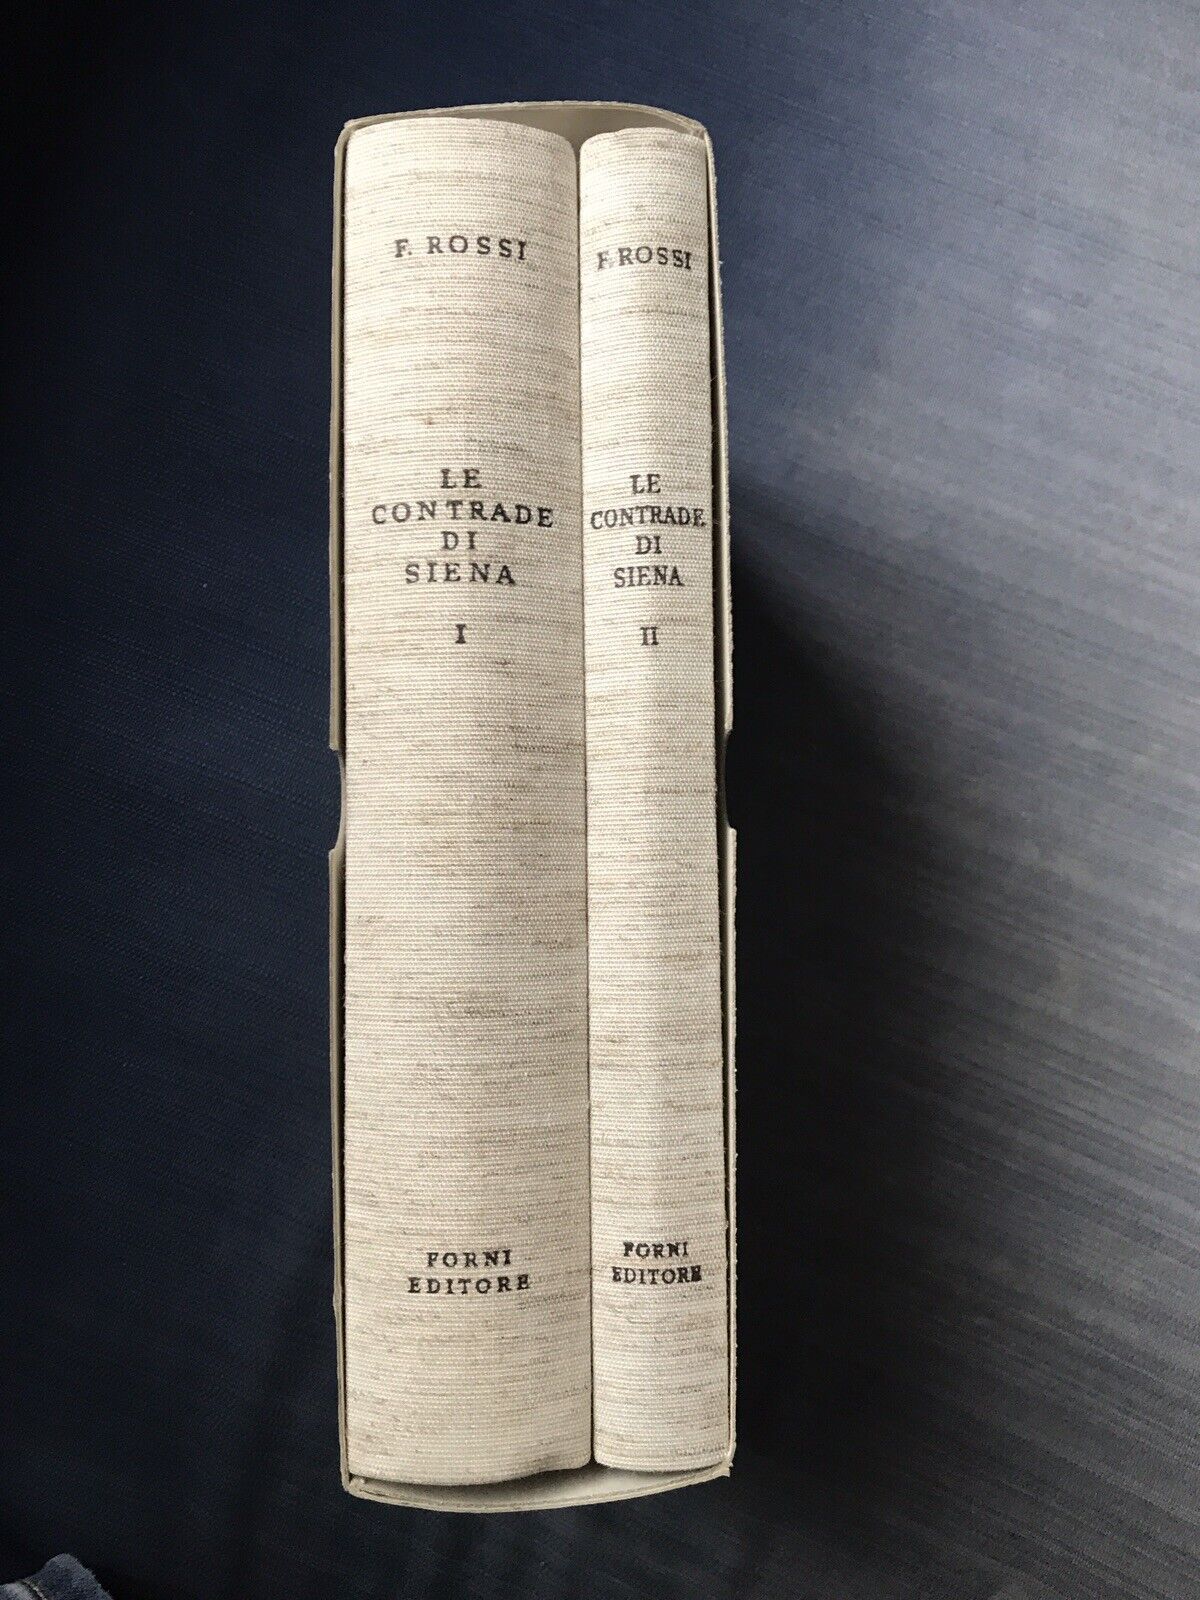 F. ROSSI
LE
CONTRADE
DI
SIENA
I
FORNI
EDITORE
F. ROSSI
LE
CONTRADE
DI
SIENA
II
FORNI
EDITORE